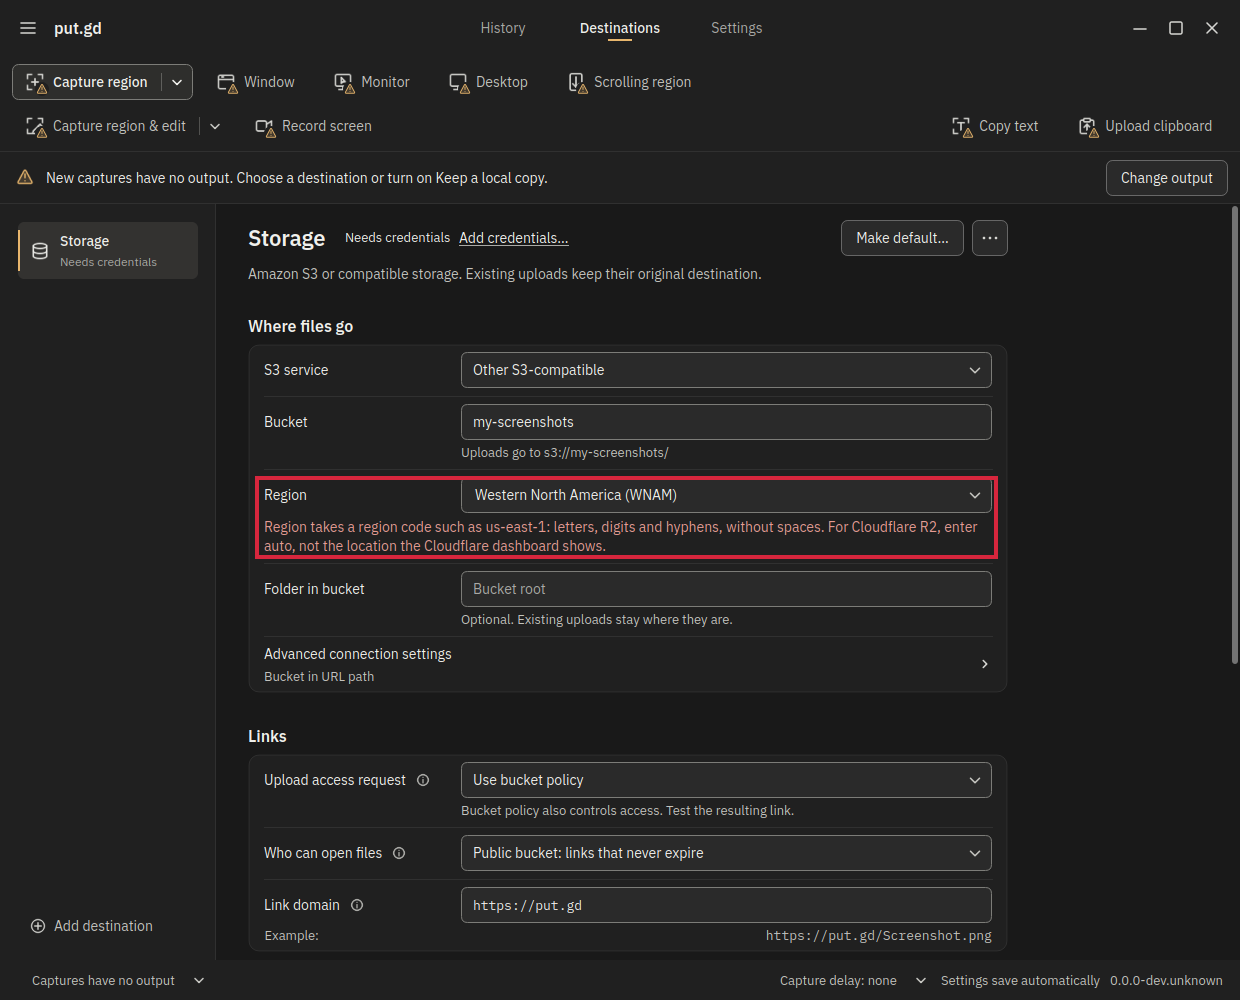 put.gd
History
Destinations
Settings
Capture region
Window
Monitor
Desktop
Scrolling region
Capture region & edit
Record screen
Copy text
Upload clipboard
New captures have no output. Choose a destination or turn on Keep a local copy.
Change output
Storage
Needs credentials
Storage
Needs credentials
Add credentials...
Make default...
Amazon S3 or compatible storage. Existing uploads keep their original destination.
Where files go
S3 service
Other S3-compatible
Bucket
my-screenshots
Uploads go to s3://my-screenshots/
Region
Western North America (WNAM)
Region takes a region code such as us-east-1: letters, digits and hyphens, without spaces. For Cloudflare R2, enter
auto, not the location the Cloudflare dashboard shows.
Folder in bucket
Bucket root
Optional. Existing uploads stay where they are.
Advanced connection settings
Bucket in URL path
Links
Upload access request
Use bucket policy
Bucket policy also controls access. Test the resulting link.
Who can open files
Public bucket: links that never expire
Link domain
https://put.gd
Example:
https://put.gd/Screenshot.png
Add destination
Captures have no output
Capture delay: none
Settings save automatically
0.0.0-dev.unknown